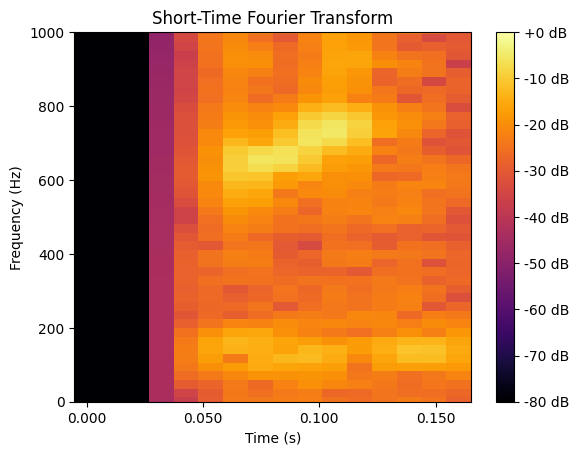 Short-Time Fourier Transform
Frequency (Hz)
1000
800
600
400
200
0
0.000
0.050
0.100
0.150
Time (s)
+0 dB
-10 dB
-20 dB
-30 dB
-40 dB
-50 dB
-60 dB
-70 dB
-80 dB